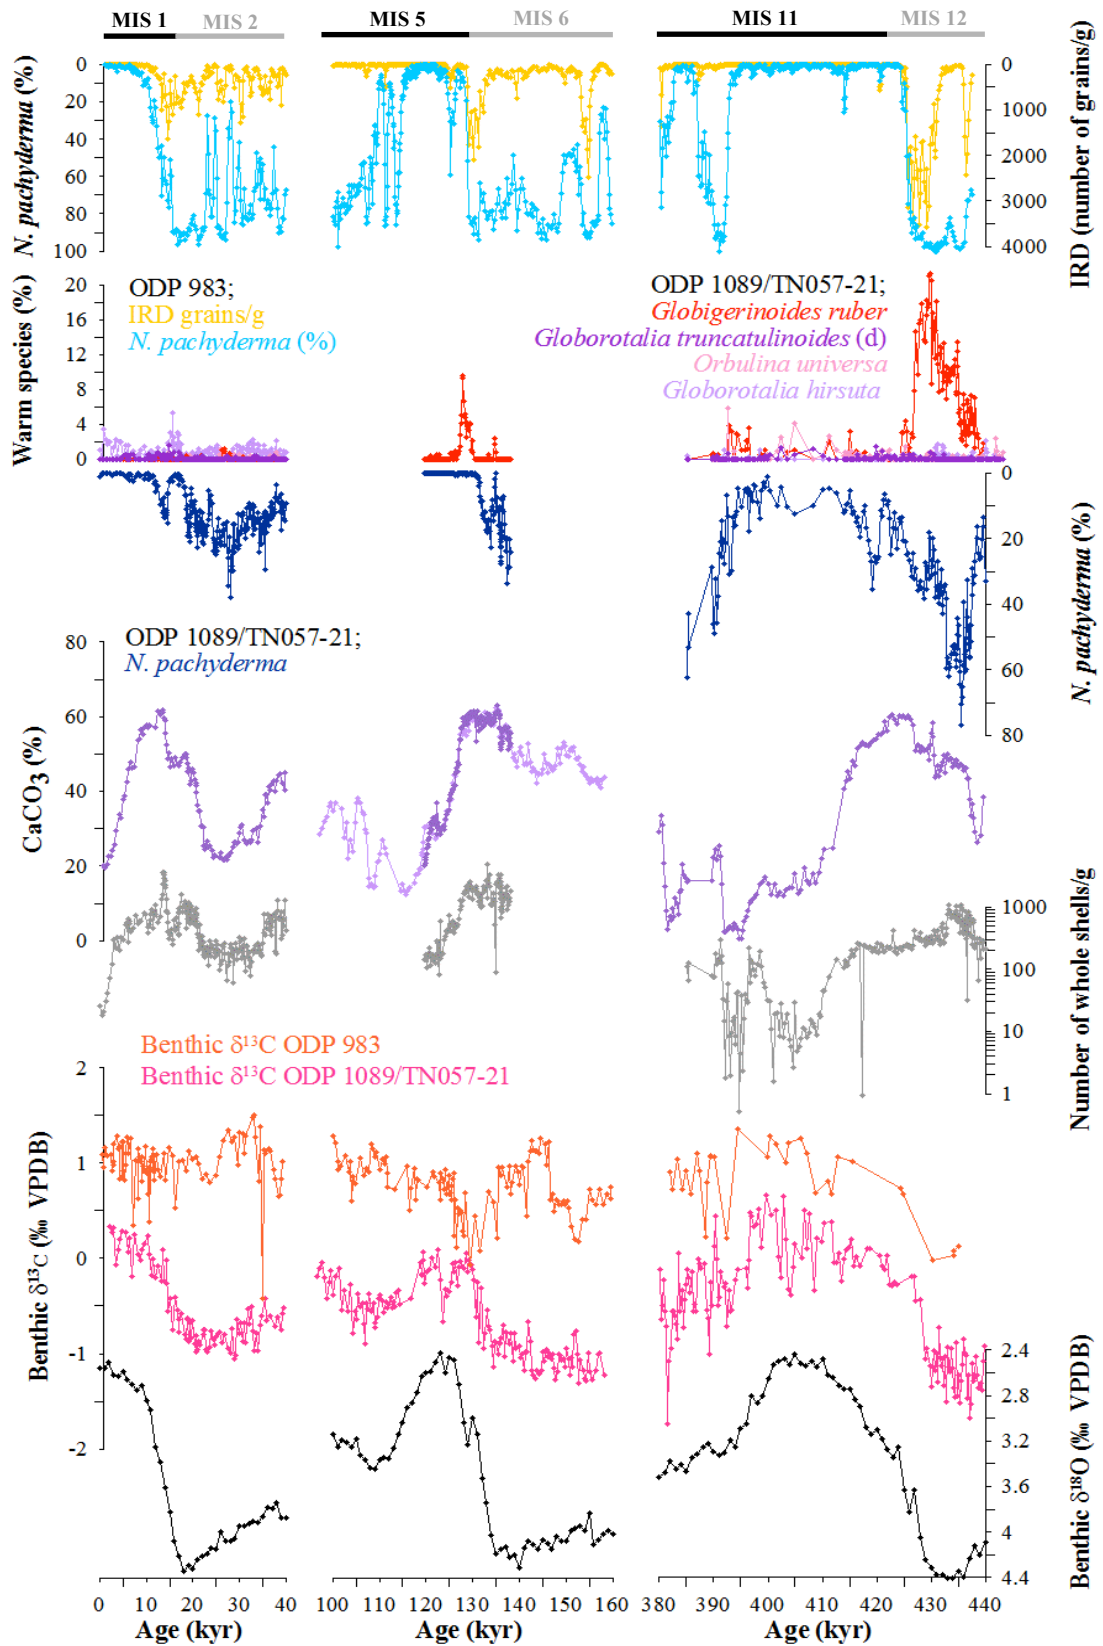 MIS 1 MIS 2 MIS 5 MIS 6 MIS 11 MIS 12
N. pachyderma (%)
0
20
40
60
80
100
IRD (number of grains/g)
0
1000
2000
3000
4000
ODP 983;
IRD grains/g
N. pachyderma (%)
ODP 1089/TN057-21;
Globigerinoides ruber
Globorotalia truncatulinoides (d)
Orbulina universa
Globorotalia hirsuta
Warm species (%)
20
16
12
8
4
0
N. pachyderma (%)
0
20
40
60
80
ODP 1089/TN057-21;
N. pachyderma
CaCO₃ (%)
80
60
40
20
0
Number of whole shells/g
1000
100
10
1
Benthic δ¹³C ODP 983
Benthic δ¹³C ODP 1089/TN057-21
Benthic δ¹³C (‰ VPDB)
2
1
0
-1
-2
Benthic δ¹⁸O (‰ VPDB)
2.4
2.8
3.2
3.6
4
4.4
0 10 20 30 40 100 110 120 130 140 150 160 380 390 400 410 420 430 440
Age (kyr) Age (kyr) Age (kyr)